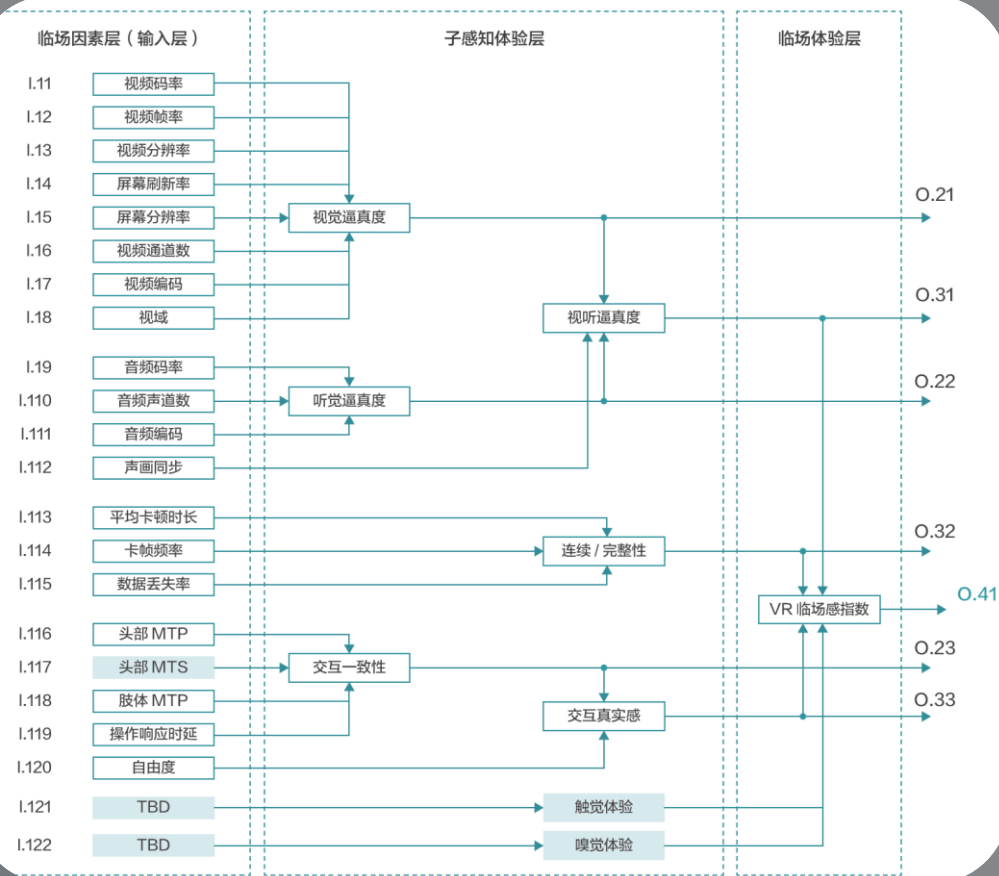 临场因素层（输入层）
子感知体验层
临场体验层
I.11 视频码率
I.12 视频帧率
I.13 视频分辨率
I.14 屏幕刷新率
O.21
I.15 屏幕分辨率 视觉逼真度
I.16 视频通道数
I.17 视频编码
O.31
I.18 视域 视听逼真度
I.19 音频码率
O.22
I.110 音频声道数 听觉逼真度
I.111 音频编码
I.112 声画同步
I.113 平均卡顿时长
O.32
I.114 卡帧频率 连续 / 完整性
I.115 数据丢失率
O.41
VR 临场感指数
I.116 头部 MTP
O.23
I.117 头部 MTS 交互一致性
I.118 肢体 MTP
O.33
交互真实感
I.119 操作响应时延
I.120 自由度
I.121 TBD 触觉体验
I.122 TBD 嗅觉体验